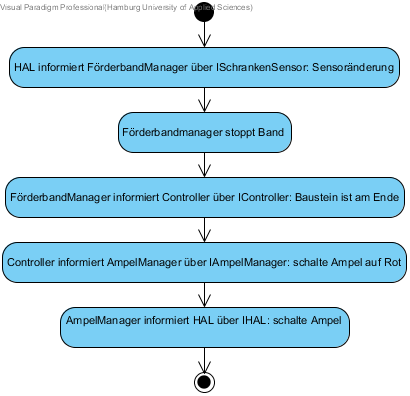 Visual Paradigm Professional(Hamburg University of Applied Sciences)
HAL informiert FörderbandManager über ISchrankenSensor: Sensoränderung
Förderbandmanager stoppt Band
FörderbandManager informiert Controller über IController: Baustein ist am Ende
Controller informiert AmpelManager über IAmpelManager: schalte Ampel auf Rot
AmpelManager informiert HAL über IHAL: schalte Ampel